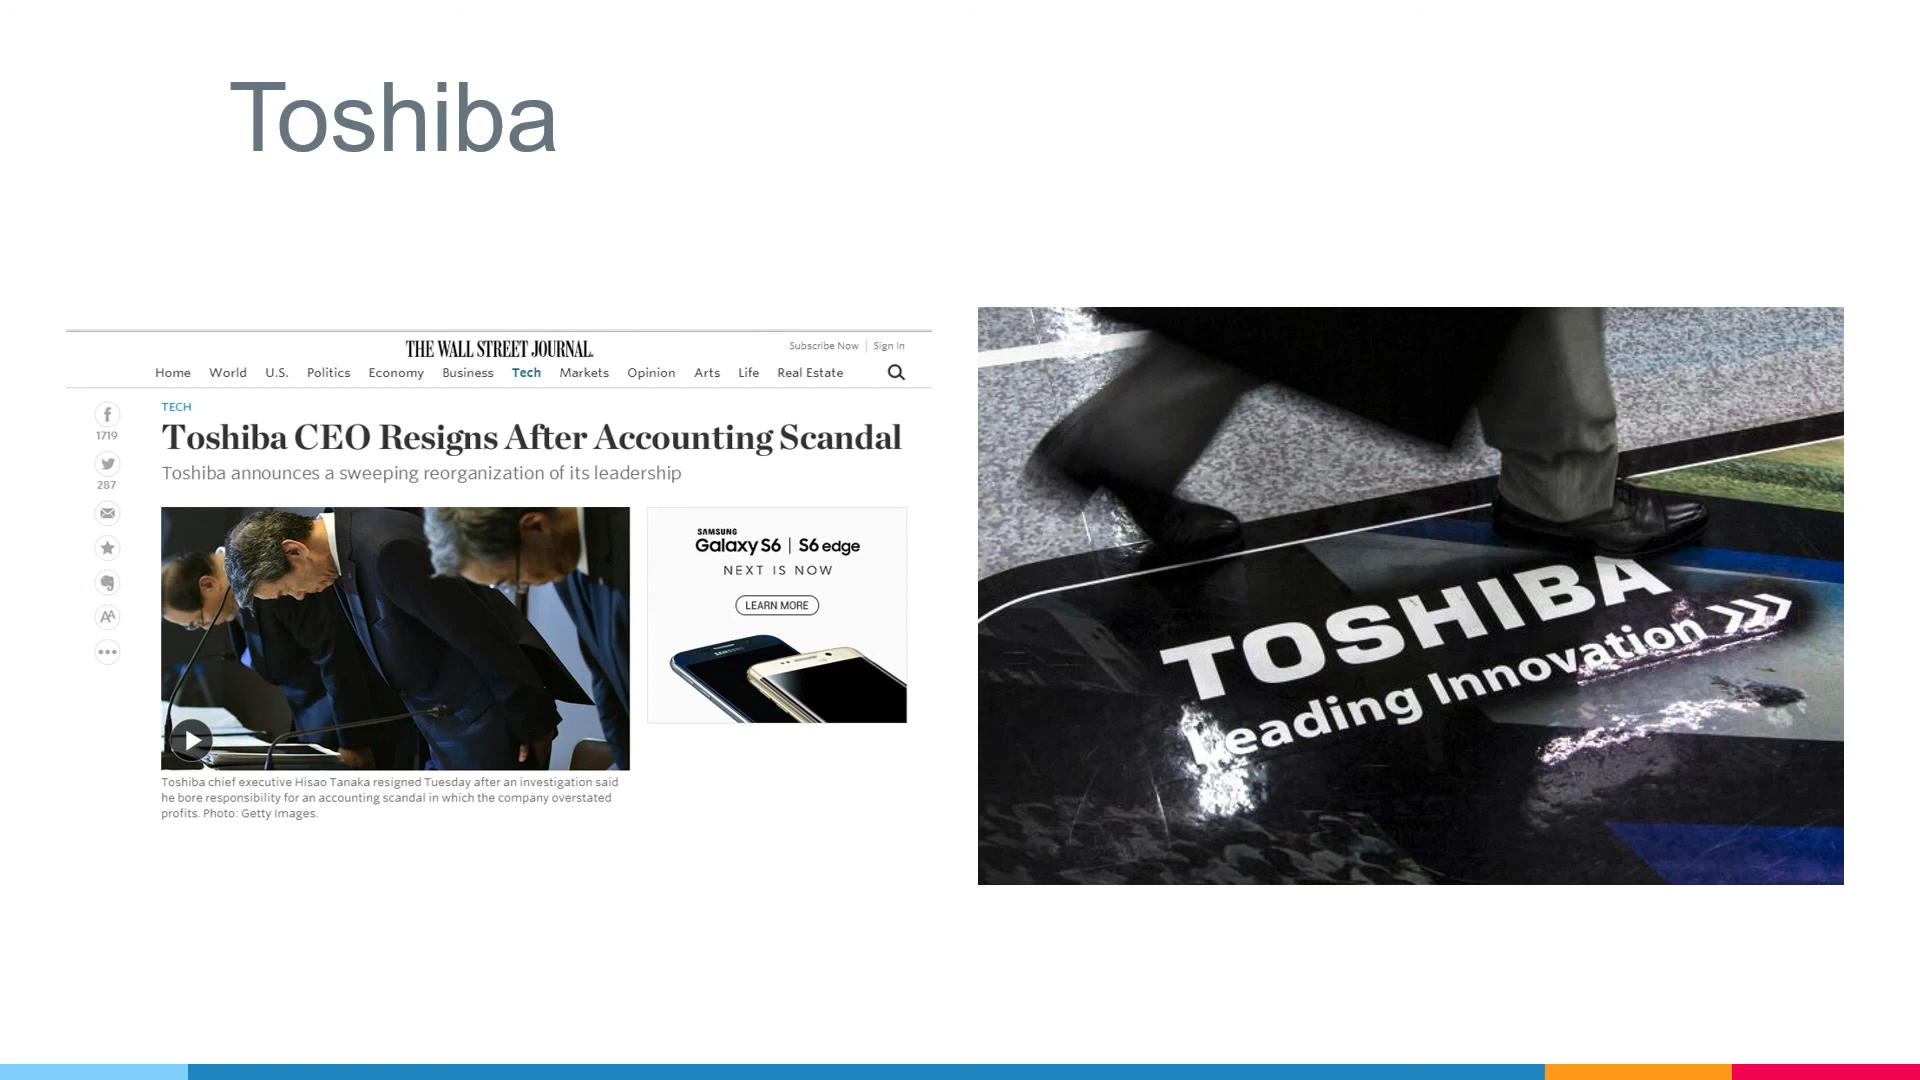 Toshiba
THE WALL STREET JOURNAL.
Subscribe Now | Sign In
Home World U.S. Politics Economy Business Tech Markets Opinion Arts Life Real Estate
TECH
Toshiba CEO Resigns After Accounting Scandal
Toshiba announces a sweeping reorganization of its leadership
1719
287
AA
SAMSUNG
Galaxy S6 | S6 edge
NEXT IS NOW
LEARN MORE
SAMSUNG
Toshiba chief executive Hisao Tanaka resigned Tuesday after an investigation said
he bore responsibility for an accounting scandal in which the company overstated
profits. Photo: Getty Images.
TOSHIBA
Leading Innovation >>>